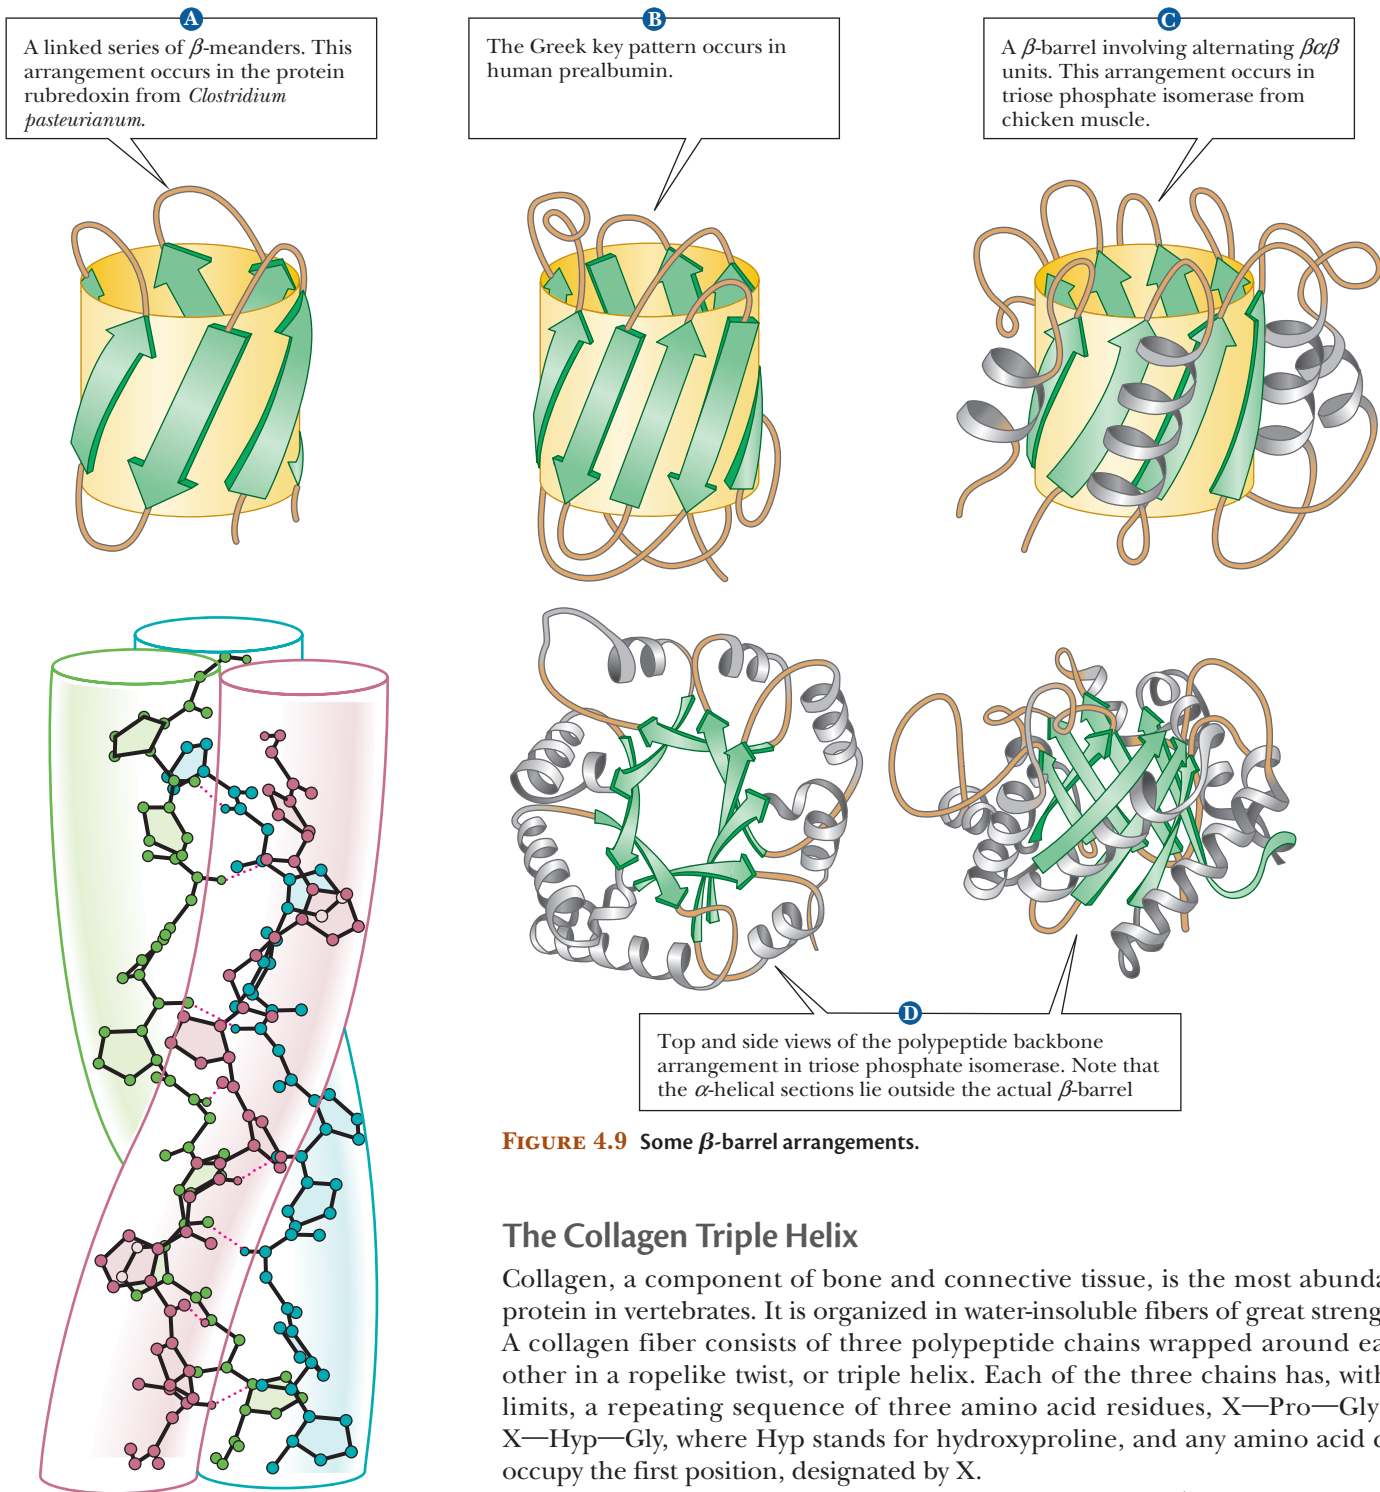 A
A linked series of β-meanders. This
arrangement occurs in the protein
rubredoxin from Clostridium
pasteurianum.
B
The Greek key pattern occurs in
human prealbumin.
C
A β-barrel involving alternating βαβ
units. This arrangement occurs in
triose phosphate isomerase from
chicken muscle.
D
Top and side views of the polypeptide backbone
arrangement in triose phosphate isomerase. Note that
the α-helical sections lie outside the actual β-barrel
FIGURE 4.9 Some β-barrel arrangements.
The Collagen Triple Helix
Collagen, a component of bone and connective tissue, is the most
protein in vertebrates. It is organized in water-insoluble fibers of great
A collagen fiber consists of three polypeptide chains wrapped around
other in a ropelike twist, or triple helix. Each of the three chains has,
limits, a repeating sequence of three amino acid residues, X—Pro—Gly
X—Hyp—Gly, where Hyp stands for hydroxyproline, and any amino acid
occupy the first position, designated by X.